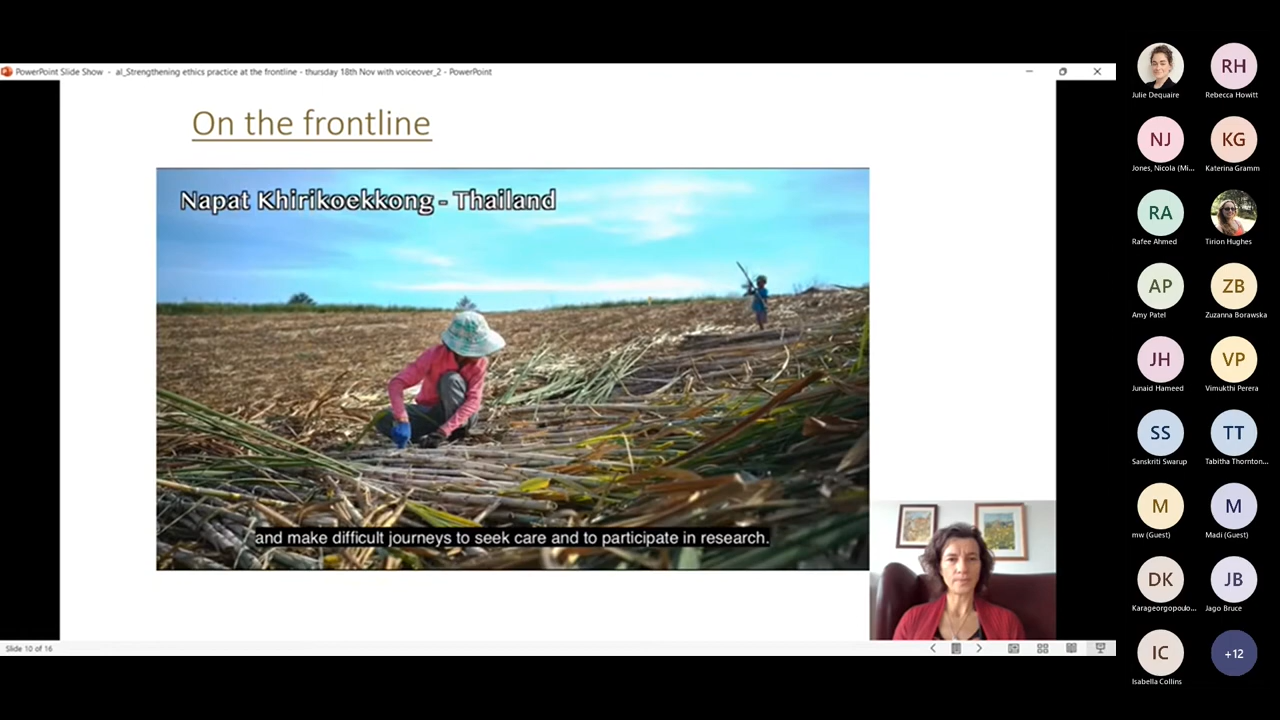 PowerPoint Slide Show - al_Strengthening ethics practice at the frontline - thursday 18th Nov with voiceover_2 - PowerPoint
On the frontline
Napat Khirikoekkong - Thailand
and make difficult journeys to seek care and to participate in research.
Slide 10 of 16
Julie Dequaire
RH
Rebecca Howitt
NJ
Jones, Nicola (Mi...
KG
Katerina Gramm
RA
Rafee Ahmed
Tirion Hughes
AP
Amy Patel
ZB
Zuzanna Borawska
JH
Junaid Hameed
VP
Vimukthi Perera
SS
Sanskriti Swarup
TT
Tabitha Thornton...
M
mw (Guest)
M
Madi (Guest)
DK
Karageorgopoulo...
JB
Jago Bruce
IC
Isabella Collins
+12